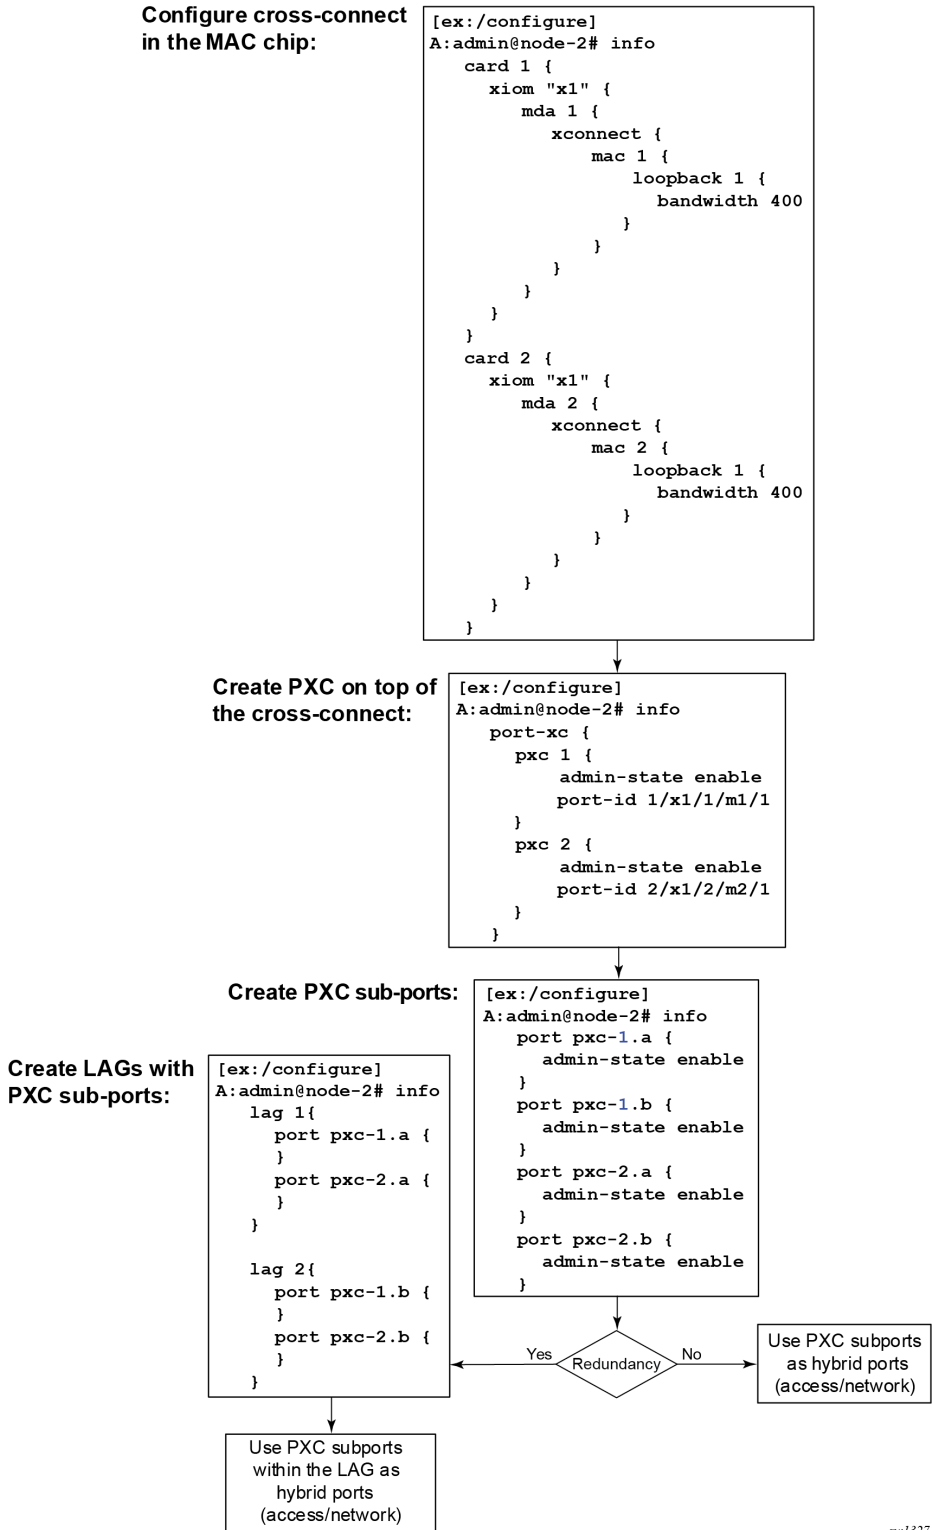 Configure cross-connect
in the MAC chip:
[ex:/configure]
A:admin@node-2# info
card 1 {
xiom "x1" {
mda 1 {
xconnect {
mac 1 {
loopback 1 {
bandwidth 400
}
}
}
}
}
}
card 2 {
xiom "x1" {
mda 2 {
xconnect {
mac 2 {
loopback 1 {
bandwidth 400
}
}
}
}
}
}
Create PXC on top of
the cross-connect:
[ex:/configure]
A:admin@node-2# info
port-xc {
pxc 1 {
admin-state enable
port-id 1/x1/1/m1/1
}
pxc 2 {
admin-state enable
port-id 2/x1/2/m2/1
}
}
Create PXC sub-ports:
[ex:/configure]
A:admin@node-2# info
port pxc-1.a {
admin-state enable
}
port pxc-1.b {
admin-state enable
}
port pxc-2.a {
admin-state enable
}
port pxc-2.b {
admin-state enable
}
Create LAGs with
PXC sub-ports:
[ex:/configure]
A:admin@node-2# info
lag 1{
port pxc-1.a {
}
port pxc-2.a {
}
}
lag 2{
port pxc-1.b {
}
port pxc-2.b {
}
}
Yes
Redundancy
No
Use PXC subports
as hybrid ports
(access/network)
Use PXC subports
within the LAG as
hybrid ports
(access/network)